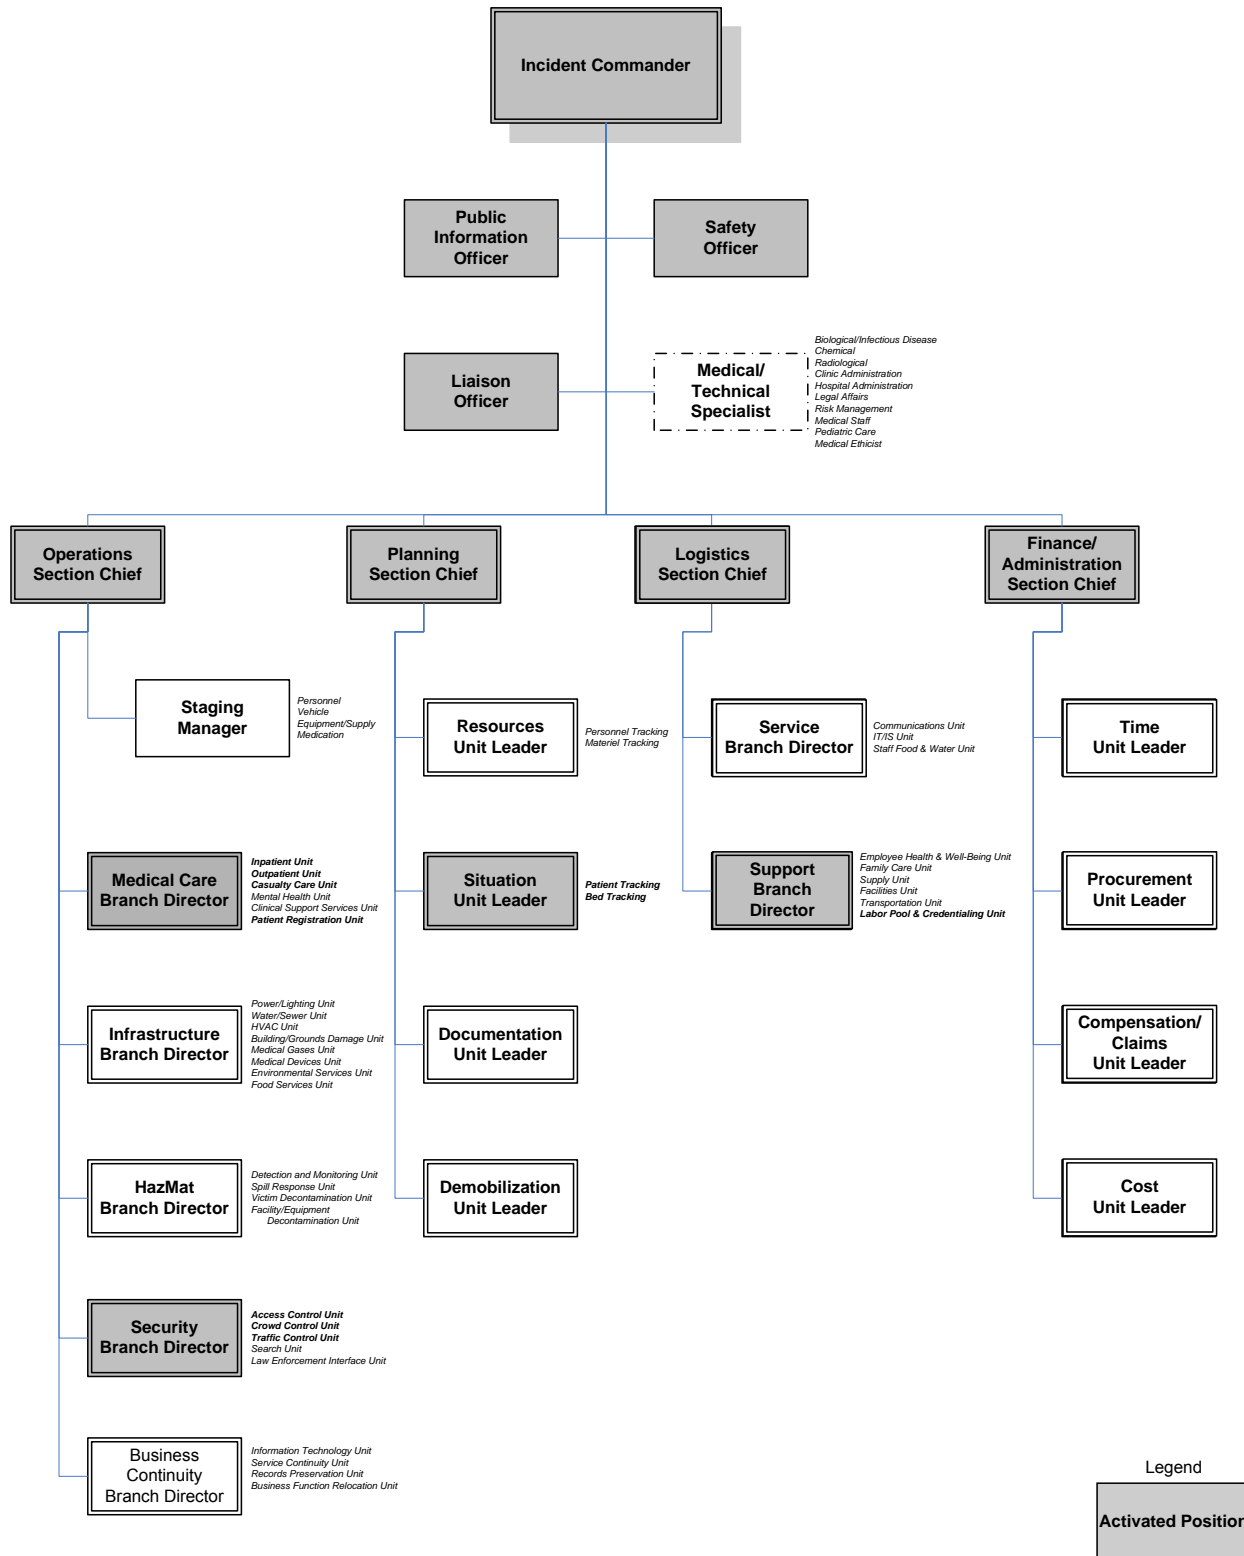 Incident Commander
Public
Information
Officer
Safety
Officer
Liaison
Officer
Medical/
Technical
Specialist
Biological/Infectious Disease
Chemical
Radiological
Clinic Administration
Hospital Administration
Legal Affairs
Risk Management
Medical Staff
Pediatric Care
Medical Ethicist
Operations
Section Chief
Planning
Section Chief
Logistics
Section Chief
Finance/
Administration
Section Chief
Staging
Manager
Personnel
Vehicle
Equipment/Supply
Medication
Resources
Unit Leader
Personnel Tracking
Materiel Tracking
Service
Branch Director
Communications Unit
IT/IS Unit
Staff Food & Water Unit
Time
Unit Leader
Medical Care
Branch Director
Inpatient Unit
Outpatient Unit
Casualty Care Unit
Mental Health Unit
Clinical Support Services Unit
Patient Registration Unit
Situation
Unit Leader
Patient Tracking
Bed Tracking
Support
Branch
Director
Employee Health & Well-Being Unit
Family Care Unit
Supply Unit
Facilities Unit
Transportation Unit
Labor Pool & Credentialing Unit
Procurement
Unit Leader
Infrastructure
Branch Director
Power/Lighting Unit
Water/Sewer Unit
HVAC Unit
Building/Grounds Damage Unit
Medical Gases Unit
Medical Devices Unit
Environmental Services Unit
Food Services Unit
Documentation
Unit Leader
Compensation/
Claims
Unit Leader
HazMat
Branch Director
Detection and Monitoring Unit
Spill Response Unit
Victim Decontamination Unit
Facility/Equipment
Decontamination Unit
Demobilization
Unit Leader
Cost
Unit Leader
Security
Branch Director
Access Control Unit
Crowd Control Unit
Traffic Control Unit
Search Unit
Law Enforcement Interface Unit
Business
Continuity
Branch Director
Information Technology Unit
Service Continuity Unit
Records Preservation Unit
Business Function Relocation Unit
Legend
Activated Position